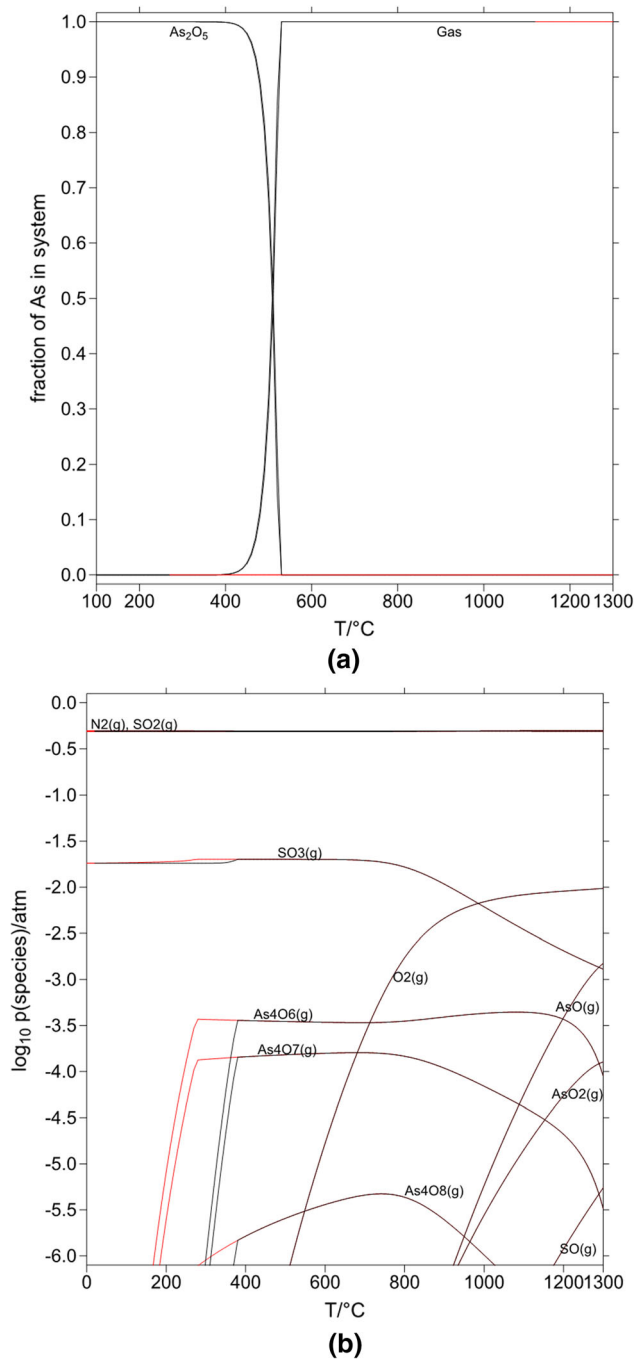 1.0
As2O5
Gas
0.9
0.8
0.7
0.6
0.5
0.4
0.3
0.2
0.1
0.0
fraction of As in system
100 200 400 600 800 1000 1200 1300
T/°C
(a)
0.0
N2(g), SO2(g)
-0.5
-1.0
-1.5
SO3(g)
-2.0
-2.5
O2(g)
-3.0
AsO(g)
As4O6(g)
-3.5
As4O7(g)
-4.0
AsO2(g)
-4.5
-5.0
As4O8(g)
-5.5
SO(g)
-6.0
log10 p(species)/atm
0 200 400 600 800 1000 1200 1300
T/°C
(b)